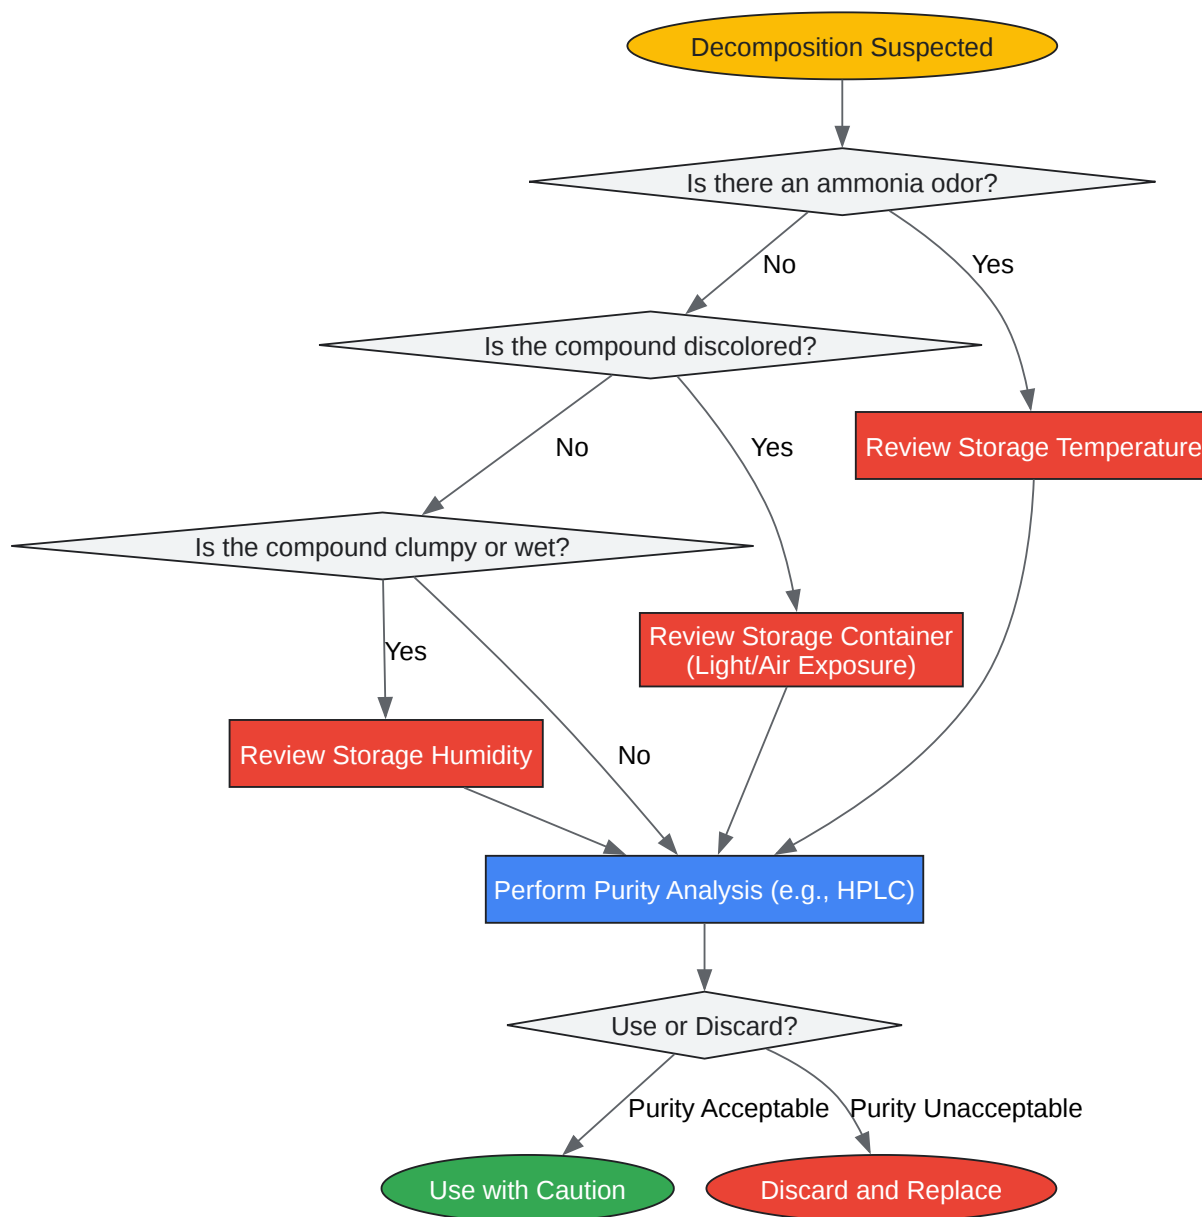 Decomposition Suspected
Is there an ammonia odor?
No
Yes
Is the compound discolored?
No
Yes
Review Storage Temperature
Is the compound clumpy or wet?
Yes
Review Storage Container
(Light/Air Exposure)
Review Storage Humidity
No
Perform Purity Analysis (e.g., HPLC)
Use or Discard?
Purity Acceptable
Purity Unacceptable
Use with Caution
Discard and Replace